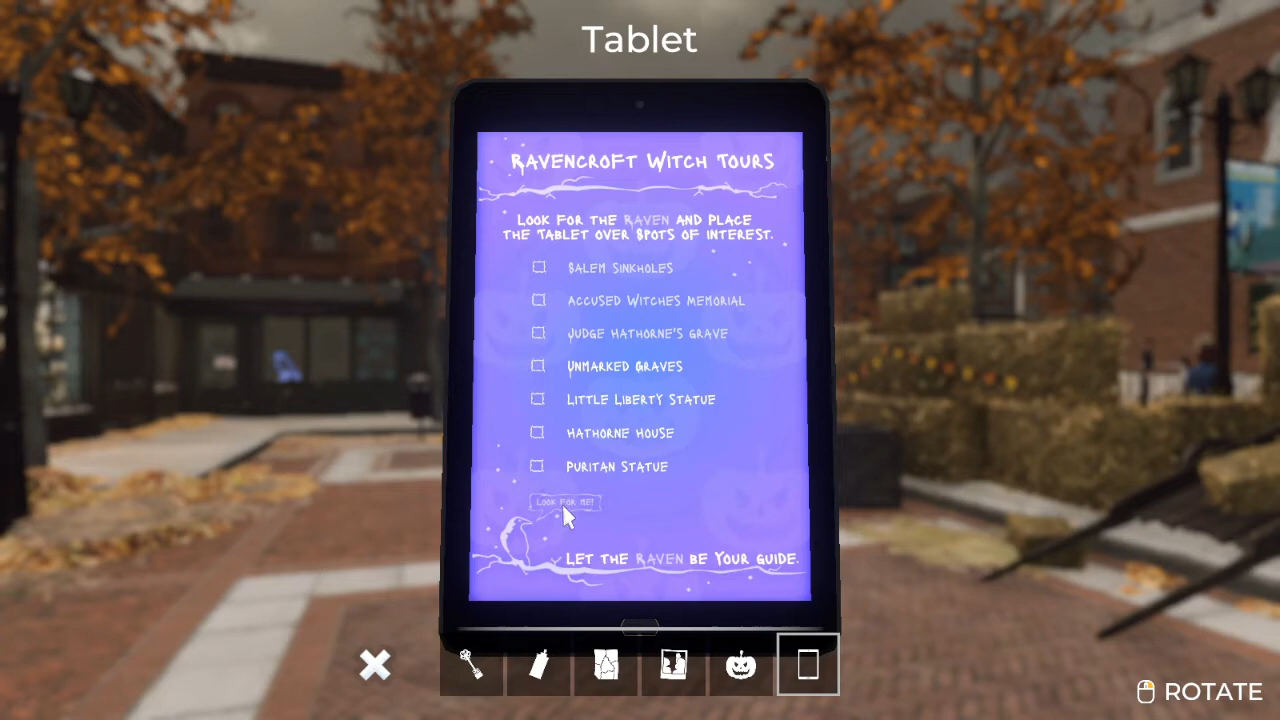 Tablet
RAVENCROFT WITCH TOURS
LOOK FOR THE RAVEN AND PLACE
THE TABLET OVER SPOTS OF INTEREST.
SALEM SINKHOLES
ACCUSED WITCHES MEMORIAL
JUDGE HATHORNE'S GRAVE
UNMARKED GRAVES
LITTLE LIBERTY STATUE
HATHORNE HOUSE
PURITAN STATUE
LOOK FOR ME!
LET THE RAVEN BE YOUR GUIDE.
ROTATE